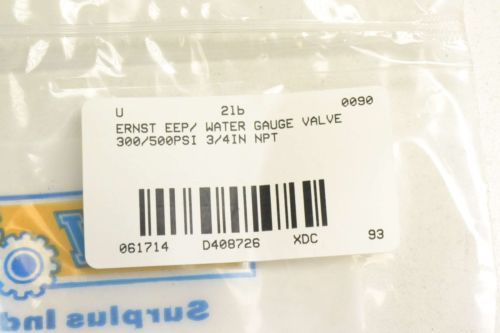 U 2lb 0090
ERNST EEP/ WATER GAUGE VALVE
300/500PSI 3/4IN NPT
061714 D408726 XDC 93
Surplus Ind